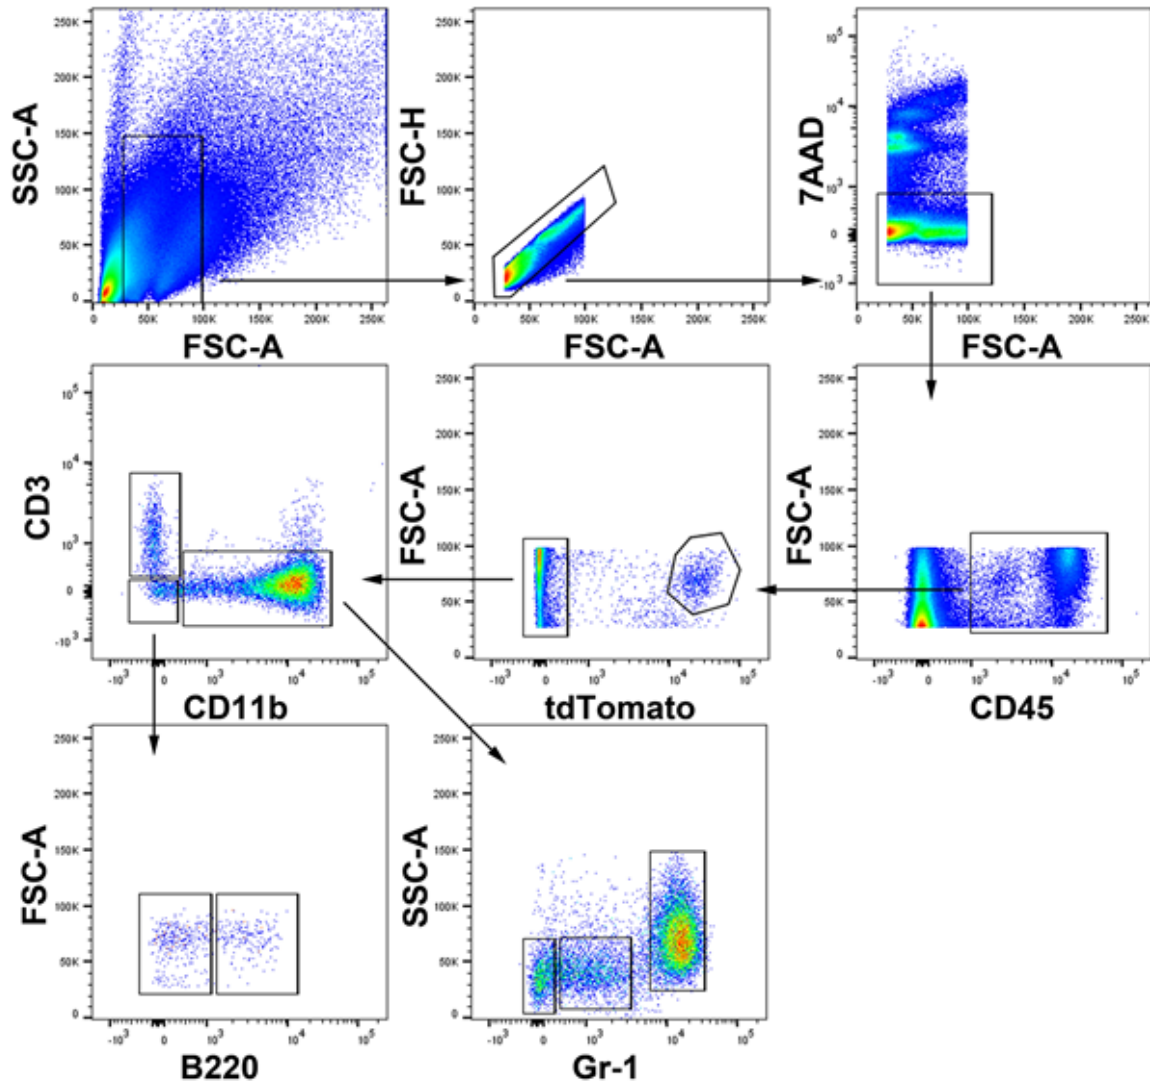 SSC-A
250K
200K
150K
100K
50K
0
0 50K 100K 150K 200K 250K
FSC-A
FSC-H
250K
200K
150K
100K
50K
0
0 50K 100K 150K 200K 250K
FSC-A
7AAD
10^5
10^4
10^3
0
-10^3
0 50K 100K 150K 200K 250K
FSC-A
CD3
10^5
10^4
10^3
0
-10^3
-10^3 0 10^3 10^4 10^5
CD11b
FSC-A
250K
200K
150K
100K
50K
0
-10^3 0 10^3 10^4 10^5
tdTomato
FSC-A
250K
200K
150K
100K
50K
0
-10^3 0 10^3 10^4 10^5
CD45
FSC-A
250K
200K
150K
100K
50K
0
-10^3 0 10^3 10^4 10^5
B220
SSC-A
250K
200K
150K
100K
50K
0
-10^3 0 10^3 10^4 10^5
Gr-1